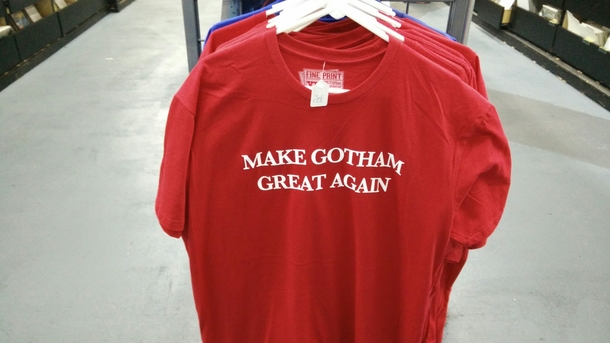 FINE PRINT
MAKE GOTHAM
GREAT AGAIN